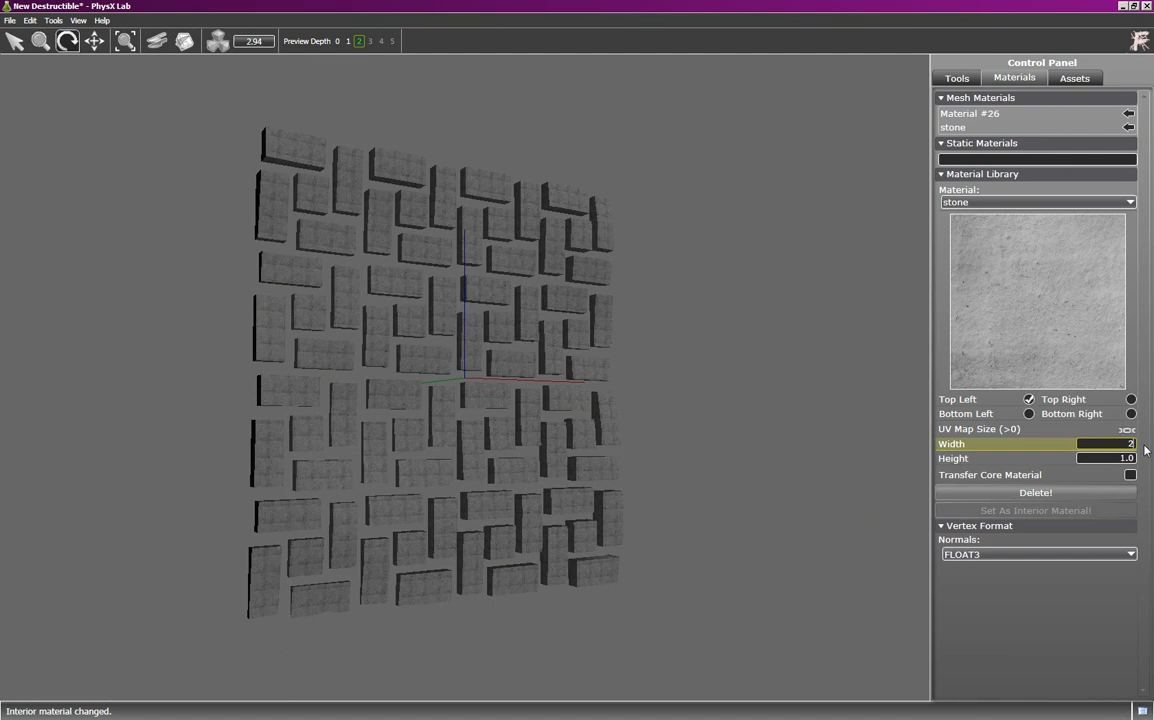 New Destructible* - PhysX Lab
File Edit Tools View Help
2.94 Preview Depth 0 1 2 3 4 5
Control Panel
Tools Materials Assets
Mesh Materials
Material #26
stone
Static Materials
Material Library
Material:
stone
Top Left Top Right
Bottom Left Bottom Right
UV Map Size (>0)
Width 2
Height 1.0
Transfer Core Material
Delete!
Set As Interior Material!
Vertex Format
Normals:
FLOAT3
Interior material changed.